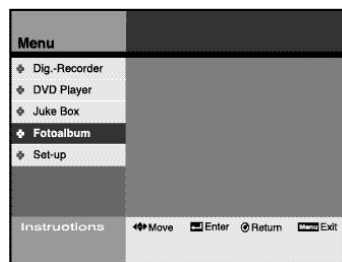 Menu
Dig.-Recorder
DVD Player
Juke Box
Fotoalbum
Set-up
Instructions Move Enter Return Menu Exit